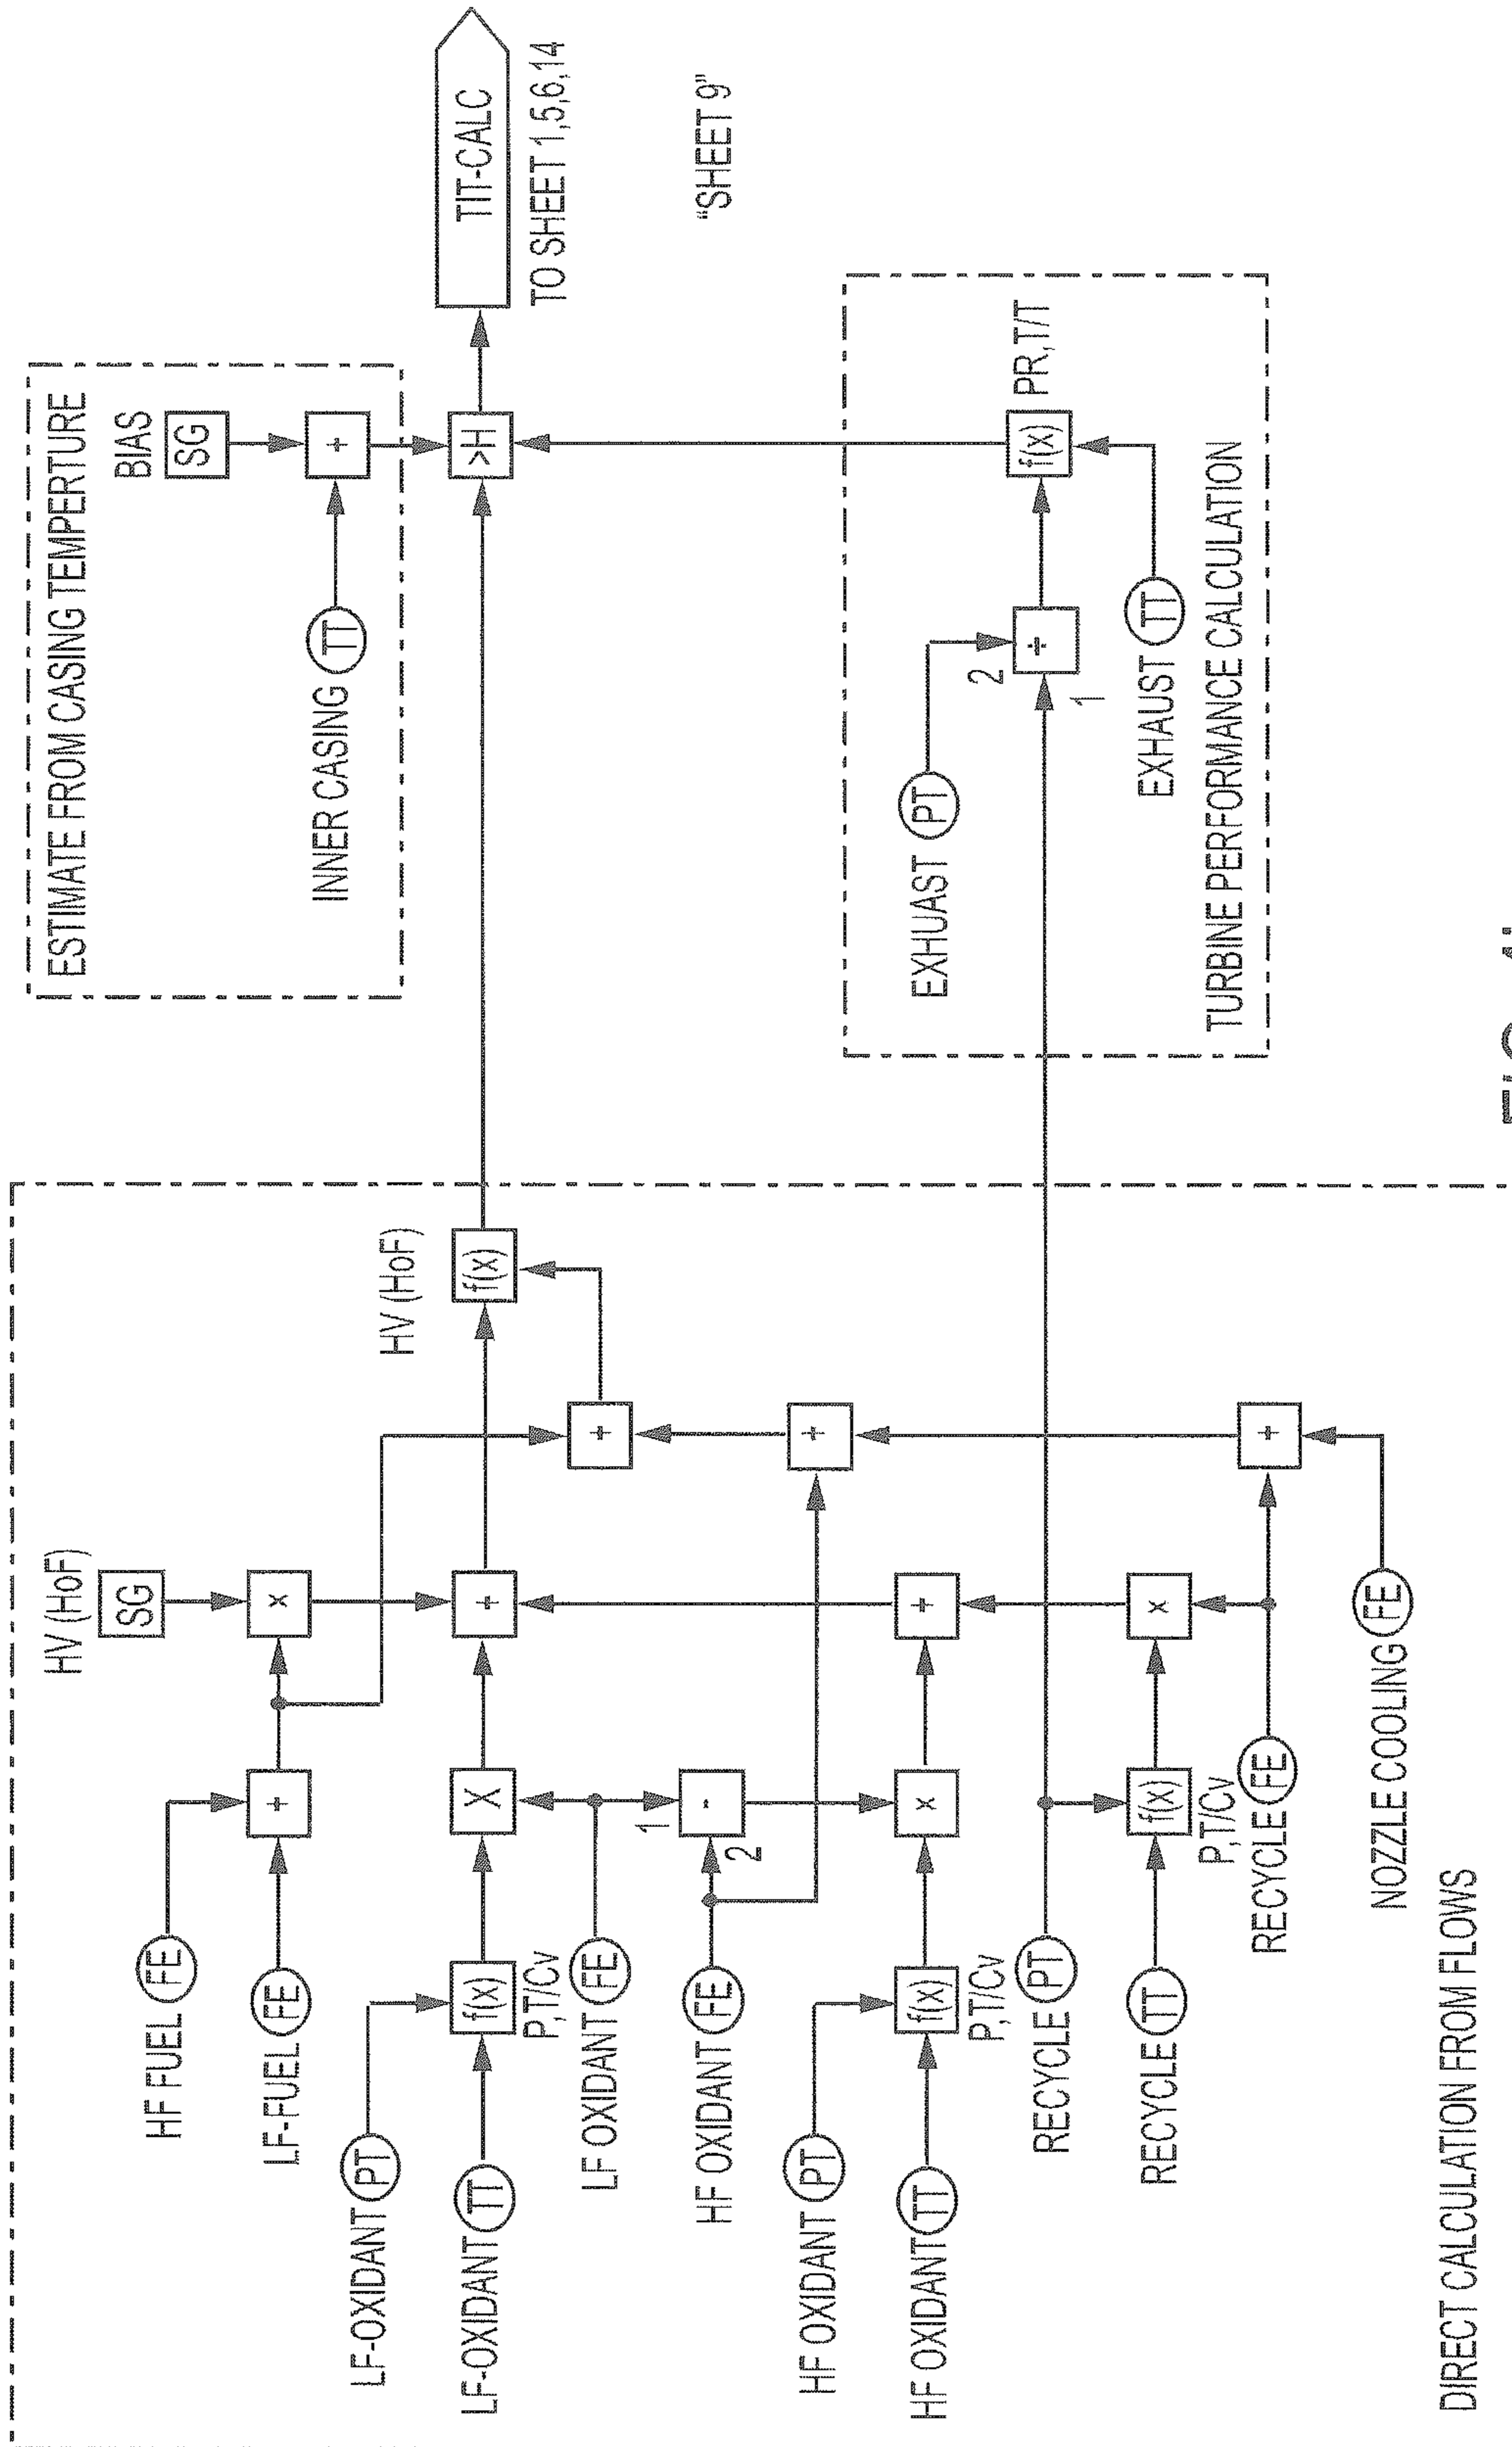 HV (HoF)
SG
HF FUEL FE
+
x
LF-FUEL FE
LF-OXIDANT PT
HV (HoF)
LF-OXIDANT TT
f(x)
P,T/Cv
X
+
f(x)
LF OXIDANT FE
1
+
HF OXIDANT FE
-
2
HF OXIDANT PT
+
HF OXIDANT TT
f(x)
P,T/Cv
x
+
RECYCLE PT
RECYCLE TT
f(x)
P,T/Cv
x
RECYCLE FE
+
NOZZLE COOLING FE
DIRECT CALCULATION FROM FLOWS
ESTIMATE FROM CASING TEMPERTURE
BIAS
SG
INNER CASING TT
+
>H
TIT-CALC
TO SHEET 1,5,6,14
"SHEET 9"
EXHUAST PT
2
÷
1
f(x)
PR,T/T
EXHAUST TT
TURBINE PERFORMANCE CALCULATION